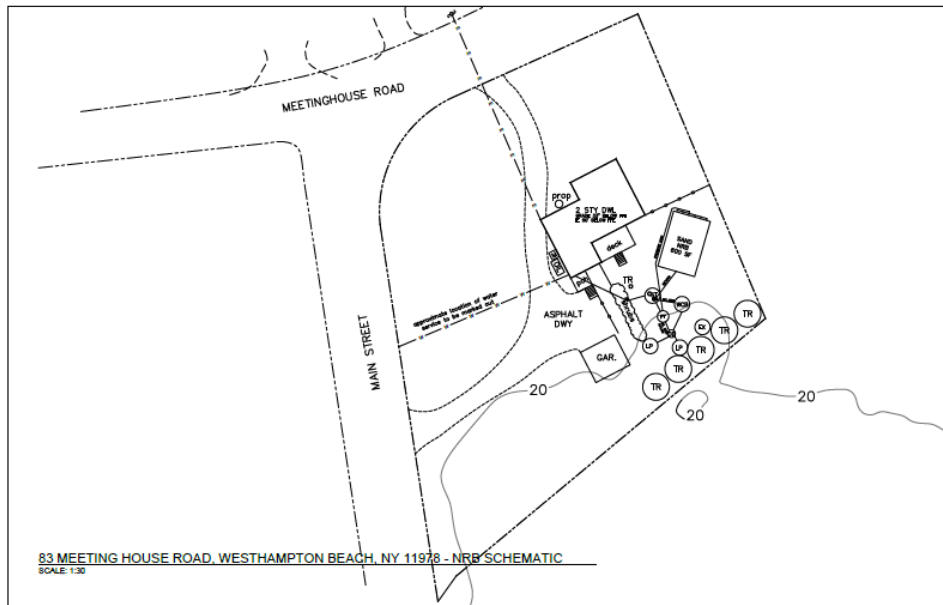 MEETINGHOUSE ROAD
prop
2 STY DWL
deck
SAND
NRB
600 SF
TR
ASPHALT
DWY
approximate location of water
service to be marked out
MAIN STREET
GAR.
LP
LP
EX
TR
TR
TR
TR
TR
20
20
20
83 MEETING HOUSE ROAD, WESTHAMPTON BEACH, NY 11978 - NRB SCHEMATIC
SCALE: 1:30